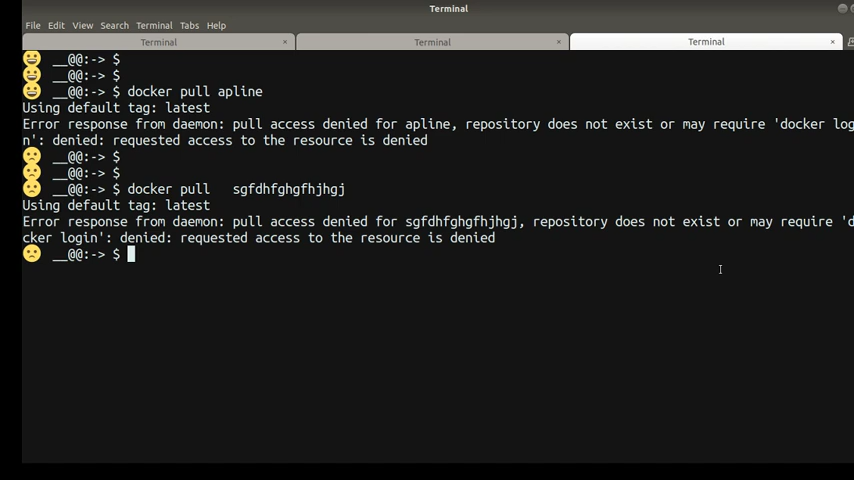 Terminal
File Edit View Search Terminal Tabs Help
Terminal × Terminal × Terminal ×
__@@:-> $
__@@:-> $
__@@:-> $ docker pull apline
Using default tag: latest
Error response from daemon: pull access denied for apline, repository does not exist or may require 'docker log
n': denied: requested access to the resource is denied
__@@:-> $
__@@:-> $
__@@:-> $ docker pull   sgfdhfghgfhjhgj
Using default tag: latest
Error response from daemon: pull access denied for sgfdhfghgfhjhgj, repository does not exist or may require 'd
cker login': denied: requested access to the resource is denied
__@@:-> $